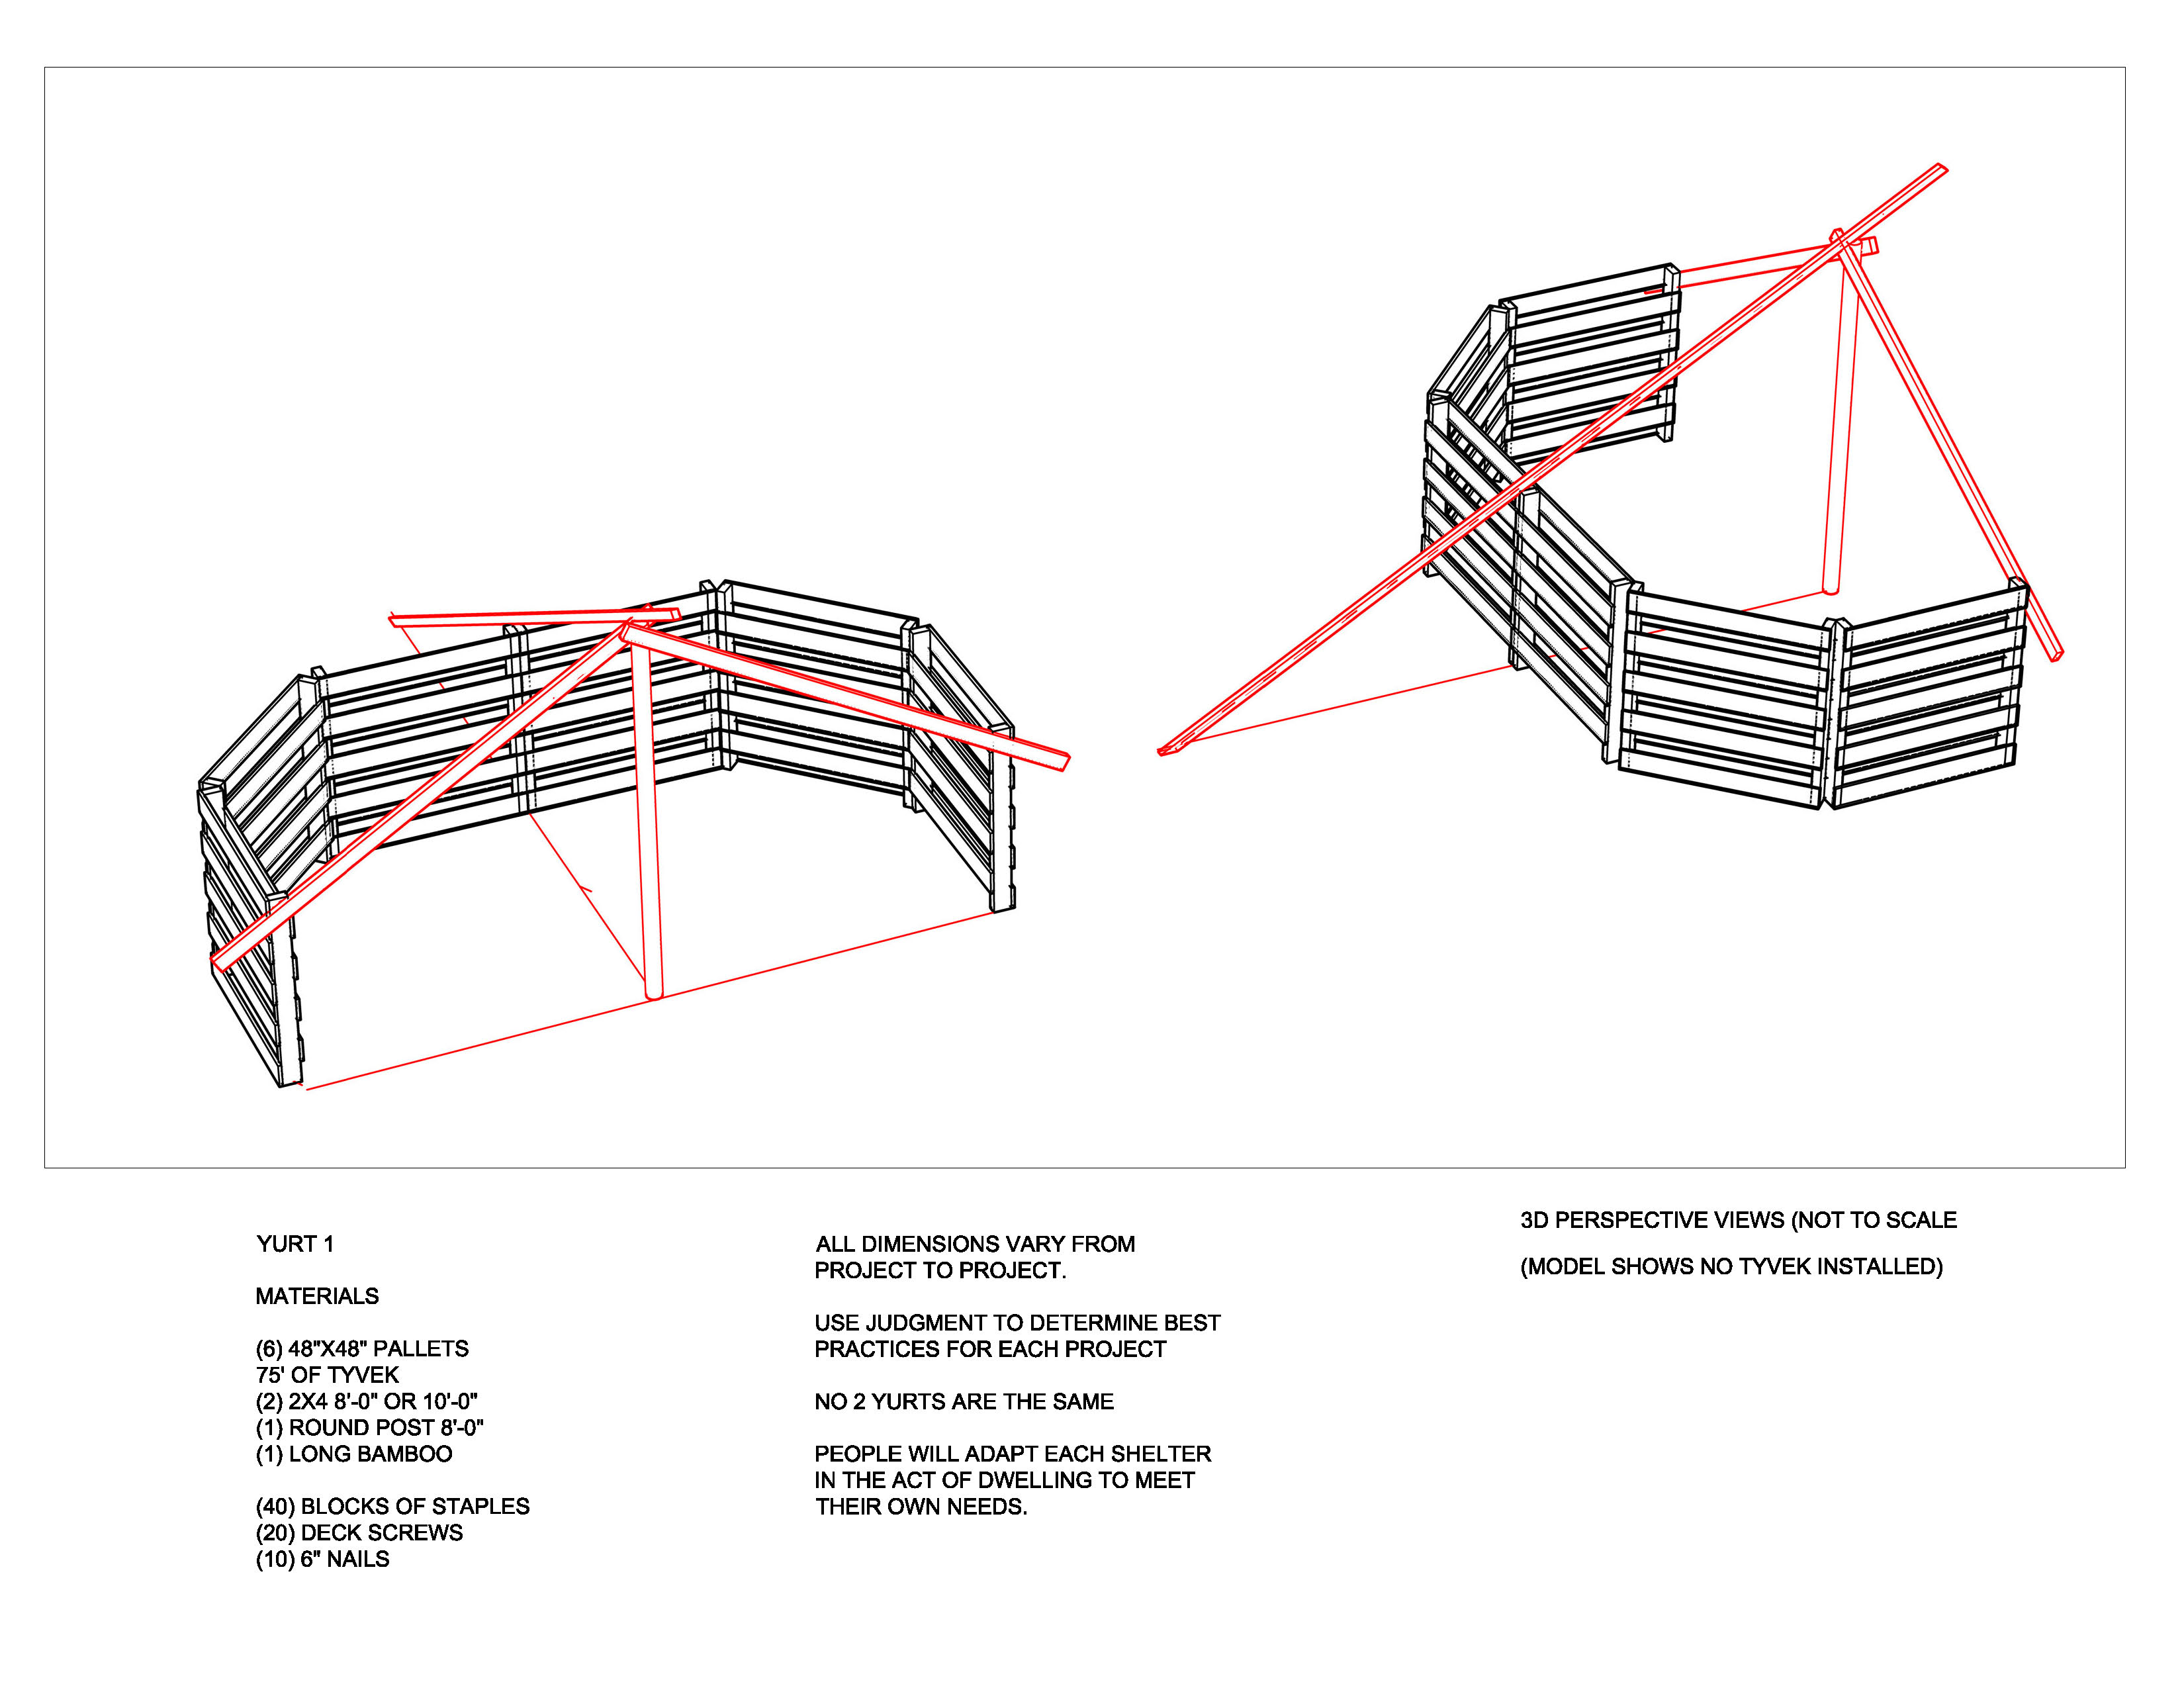 YURT 1
MATERIALS
(6) 48"X48" PALLETS
75' OF TYVEK
(2) 2X4 8'-0" OR 10'-0"
(1) ROUND POST 8'-0"
(1) LONG BAMBOO
(40) BLOCKS OF STAPLES
(20) DECK SCREWS
(10) 6" NAILS
ALL DIMENSIONS VARY FROM
PROJECT TO PROJECT.
USE JUDGMENT TO DETERMINE BEST
PRACTICES FOR EACH PROJECT
NO 2 YURTS ARE THE SAME
PEOPLE WILL ADAPT EACH SHELTER
IN THE ACT OF DWELLING TO MEET
THEIR OWN NEEDS.
3D PERSPECTIVE VIEWS (NOT TO SCALE
(MODEL SHOWS NO TYVEK INSTALLED)